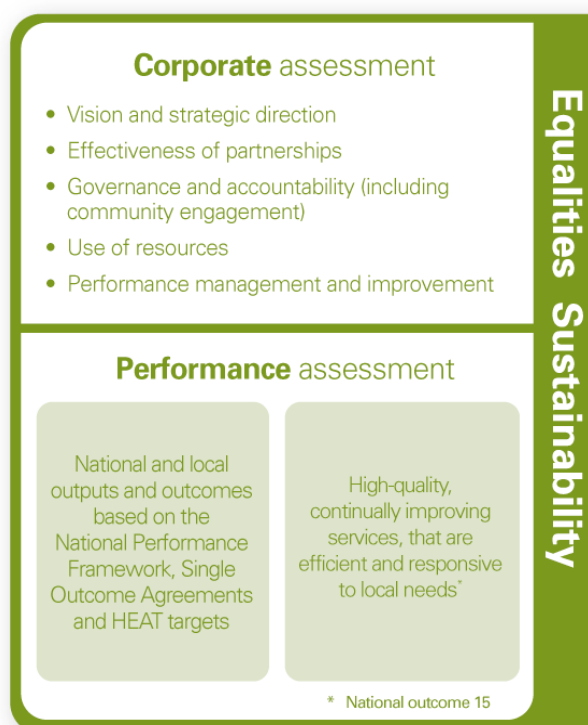 Corporate assessment
• Vision and strategic direction
• Effectiveness of partnerships
• Governance and accountability (including
community engagement)
• Use of resources
• Performance management and improvement
Performance assessment
National and local
outputs and outcomes
based on the
National Performance
Framework, Single
Outcome Agreements
and HEAT targets
High-quality,
continually improving
services, that are
efficient and responsive
to local needs*
* National outcome 15
Equalities Sustainability